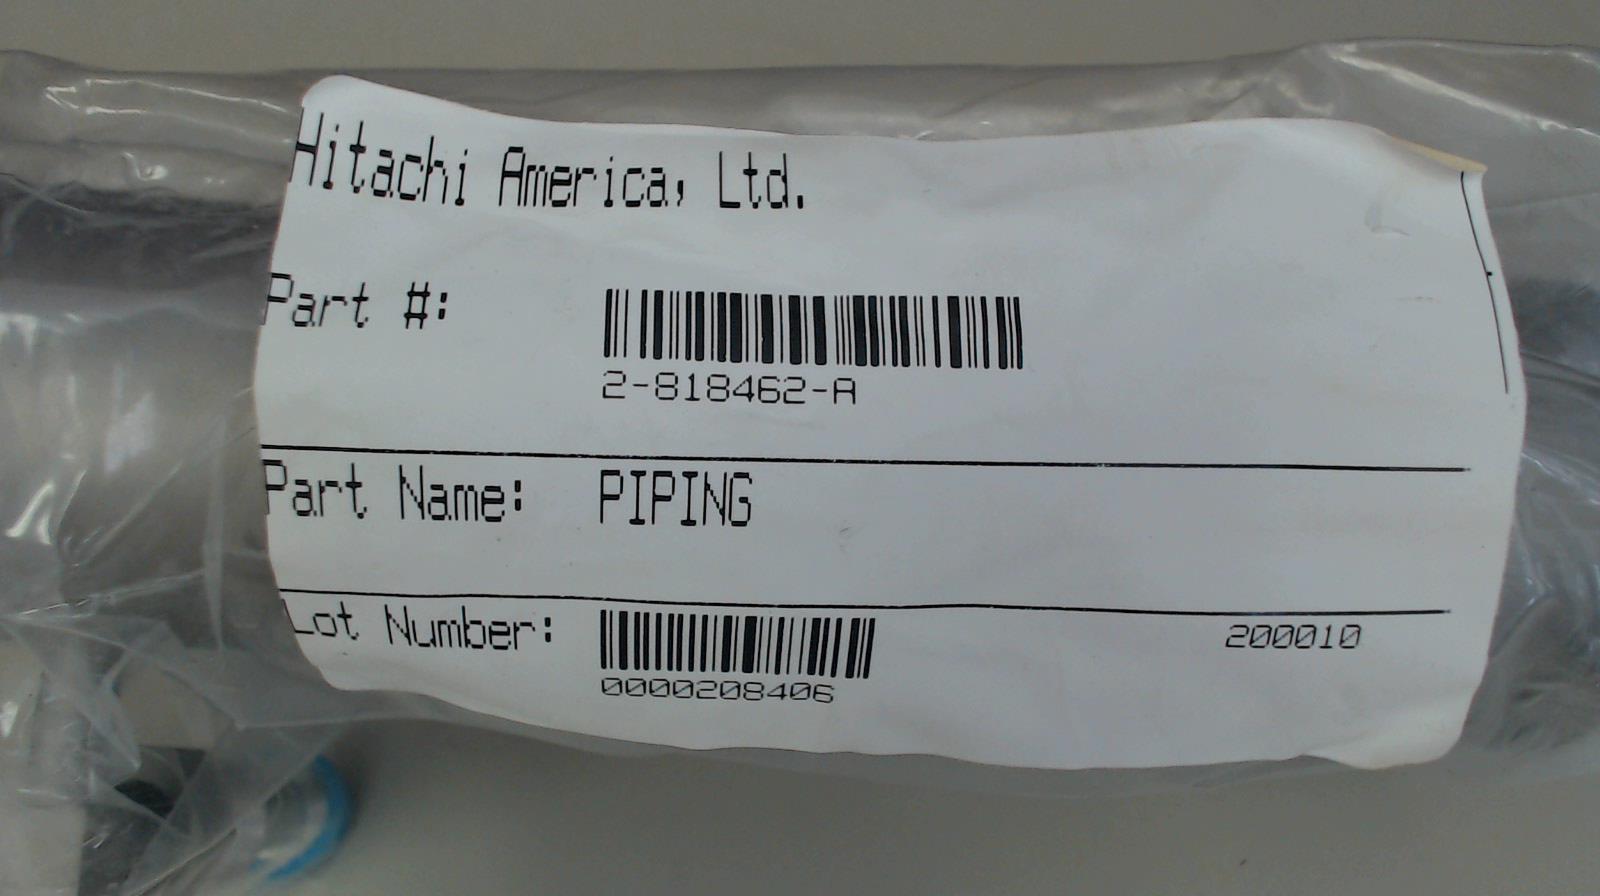 Hitachi America, Ltd.
Part #:
2-818462-A
Part Name: PIPING
Lot Number: 200010
0000208406